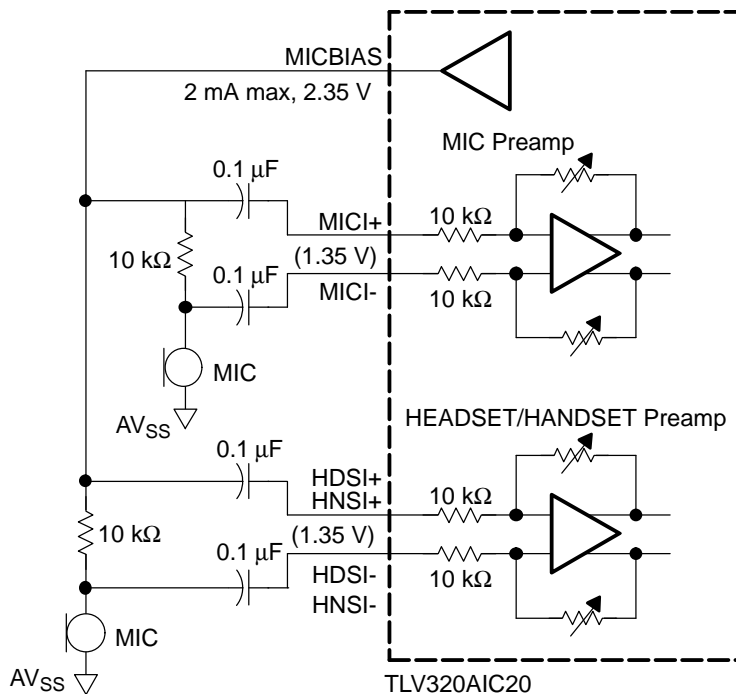 MICBIAS
2 mA max, 2.35 V
MIC Preamp
0.1 μF
MICI+
10 kΩ
10 kΩ
0.1 μF
(1.35 V)
MICI-
10 kΩ
MIC
AVSS
HEADSET/HANDSET Preamp
0.1 μF
HDSI+
HNSI+
10 kΩ
10 kΩ
0.1 μF
(1.35 V)
10 kΩ
HDSI-
HNSI-
MIC
AVSS
TLV320AIC20